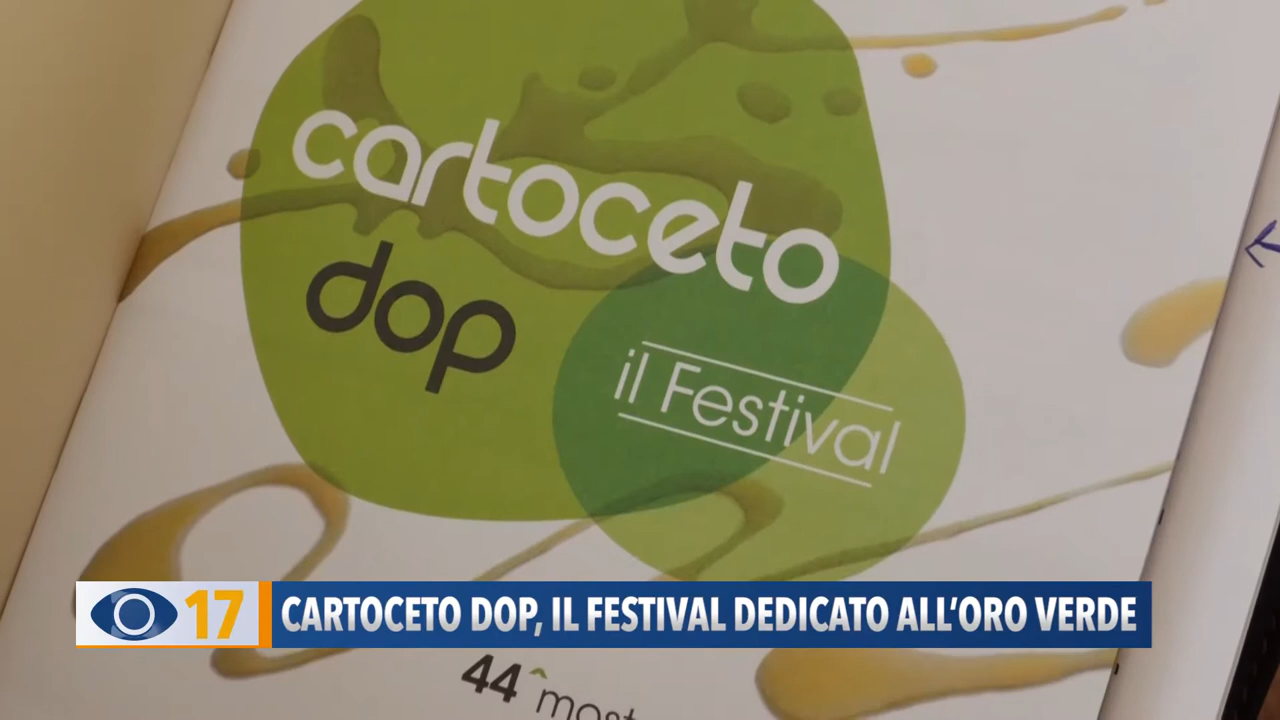 cartoceto
dop
il Festival
17
CARTOCETO DOP, IL FESTIVAL DEDICATO ALL'ORO VERDE
44^